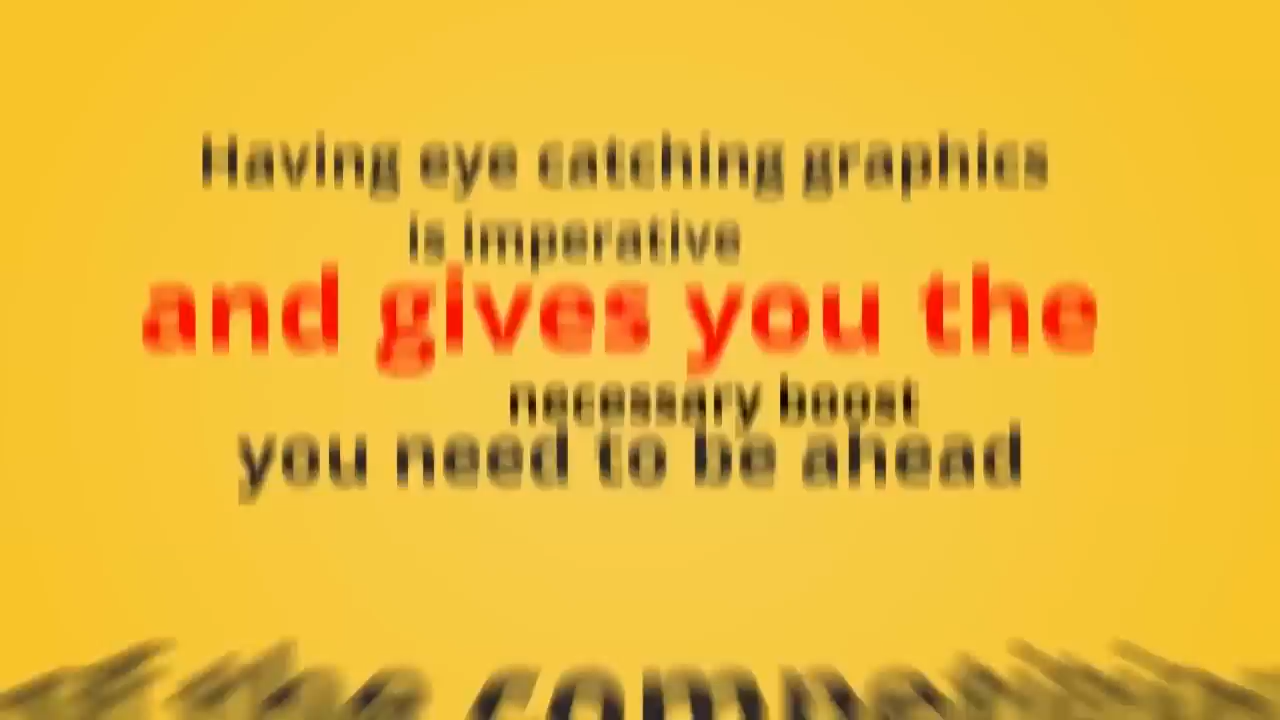 Having eye catching graphics
is imperative
and gives you the
necessary boost
you need to be ahead